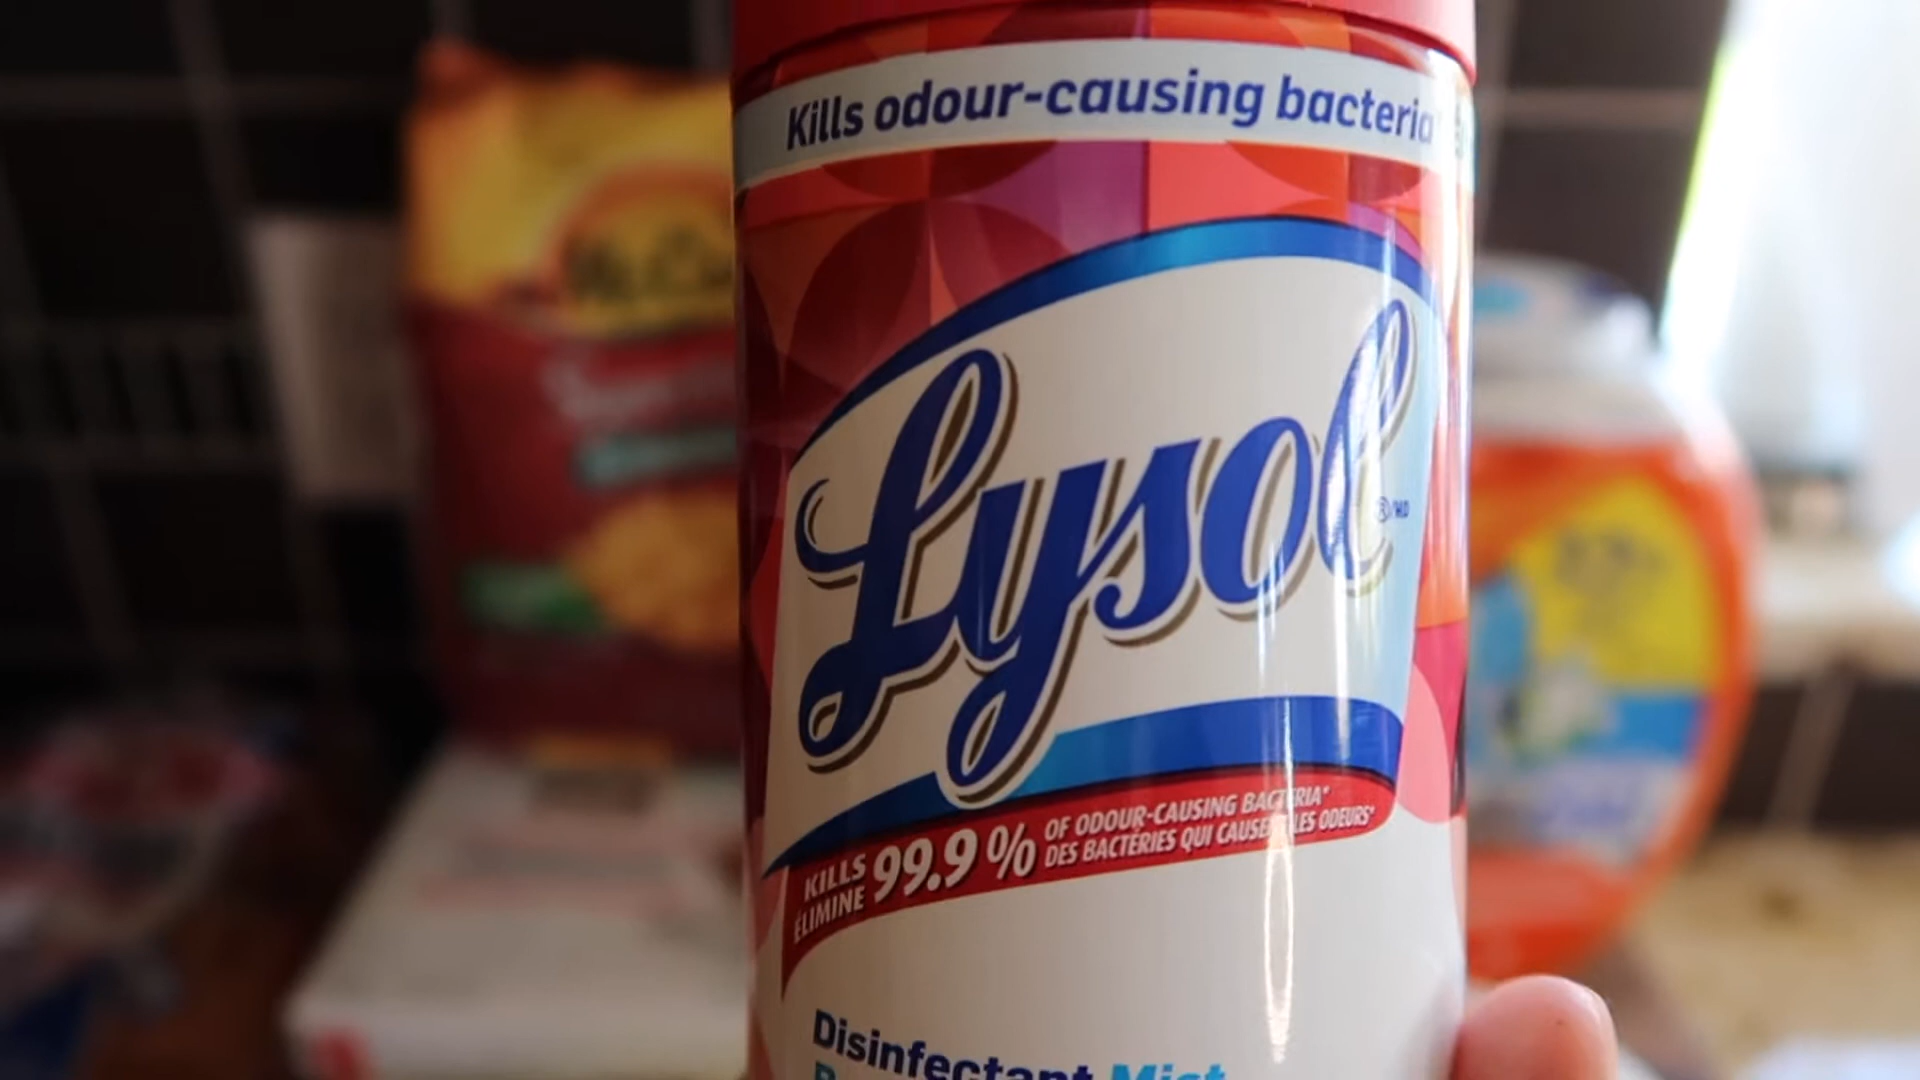 Kills odour-causing bacteria
Lysol
®/MD
KILLS 99.9% OF ODOUR-CAUSING BACTERIA*
ÉLIMINE DES BACTÉRIES QUI CAUSENT LES ODEURS*
Disinfectant Mist